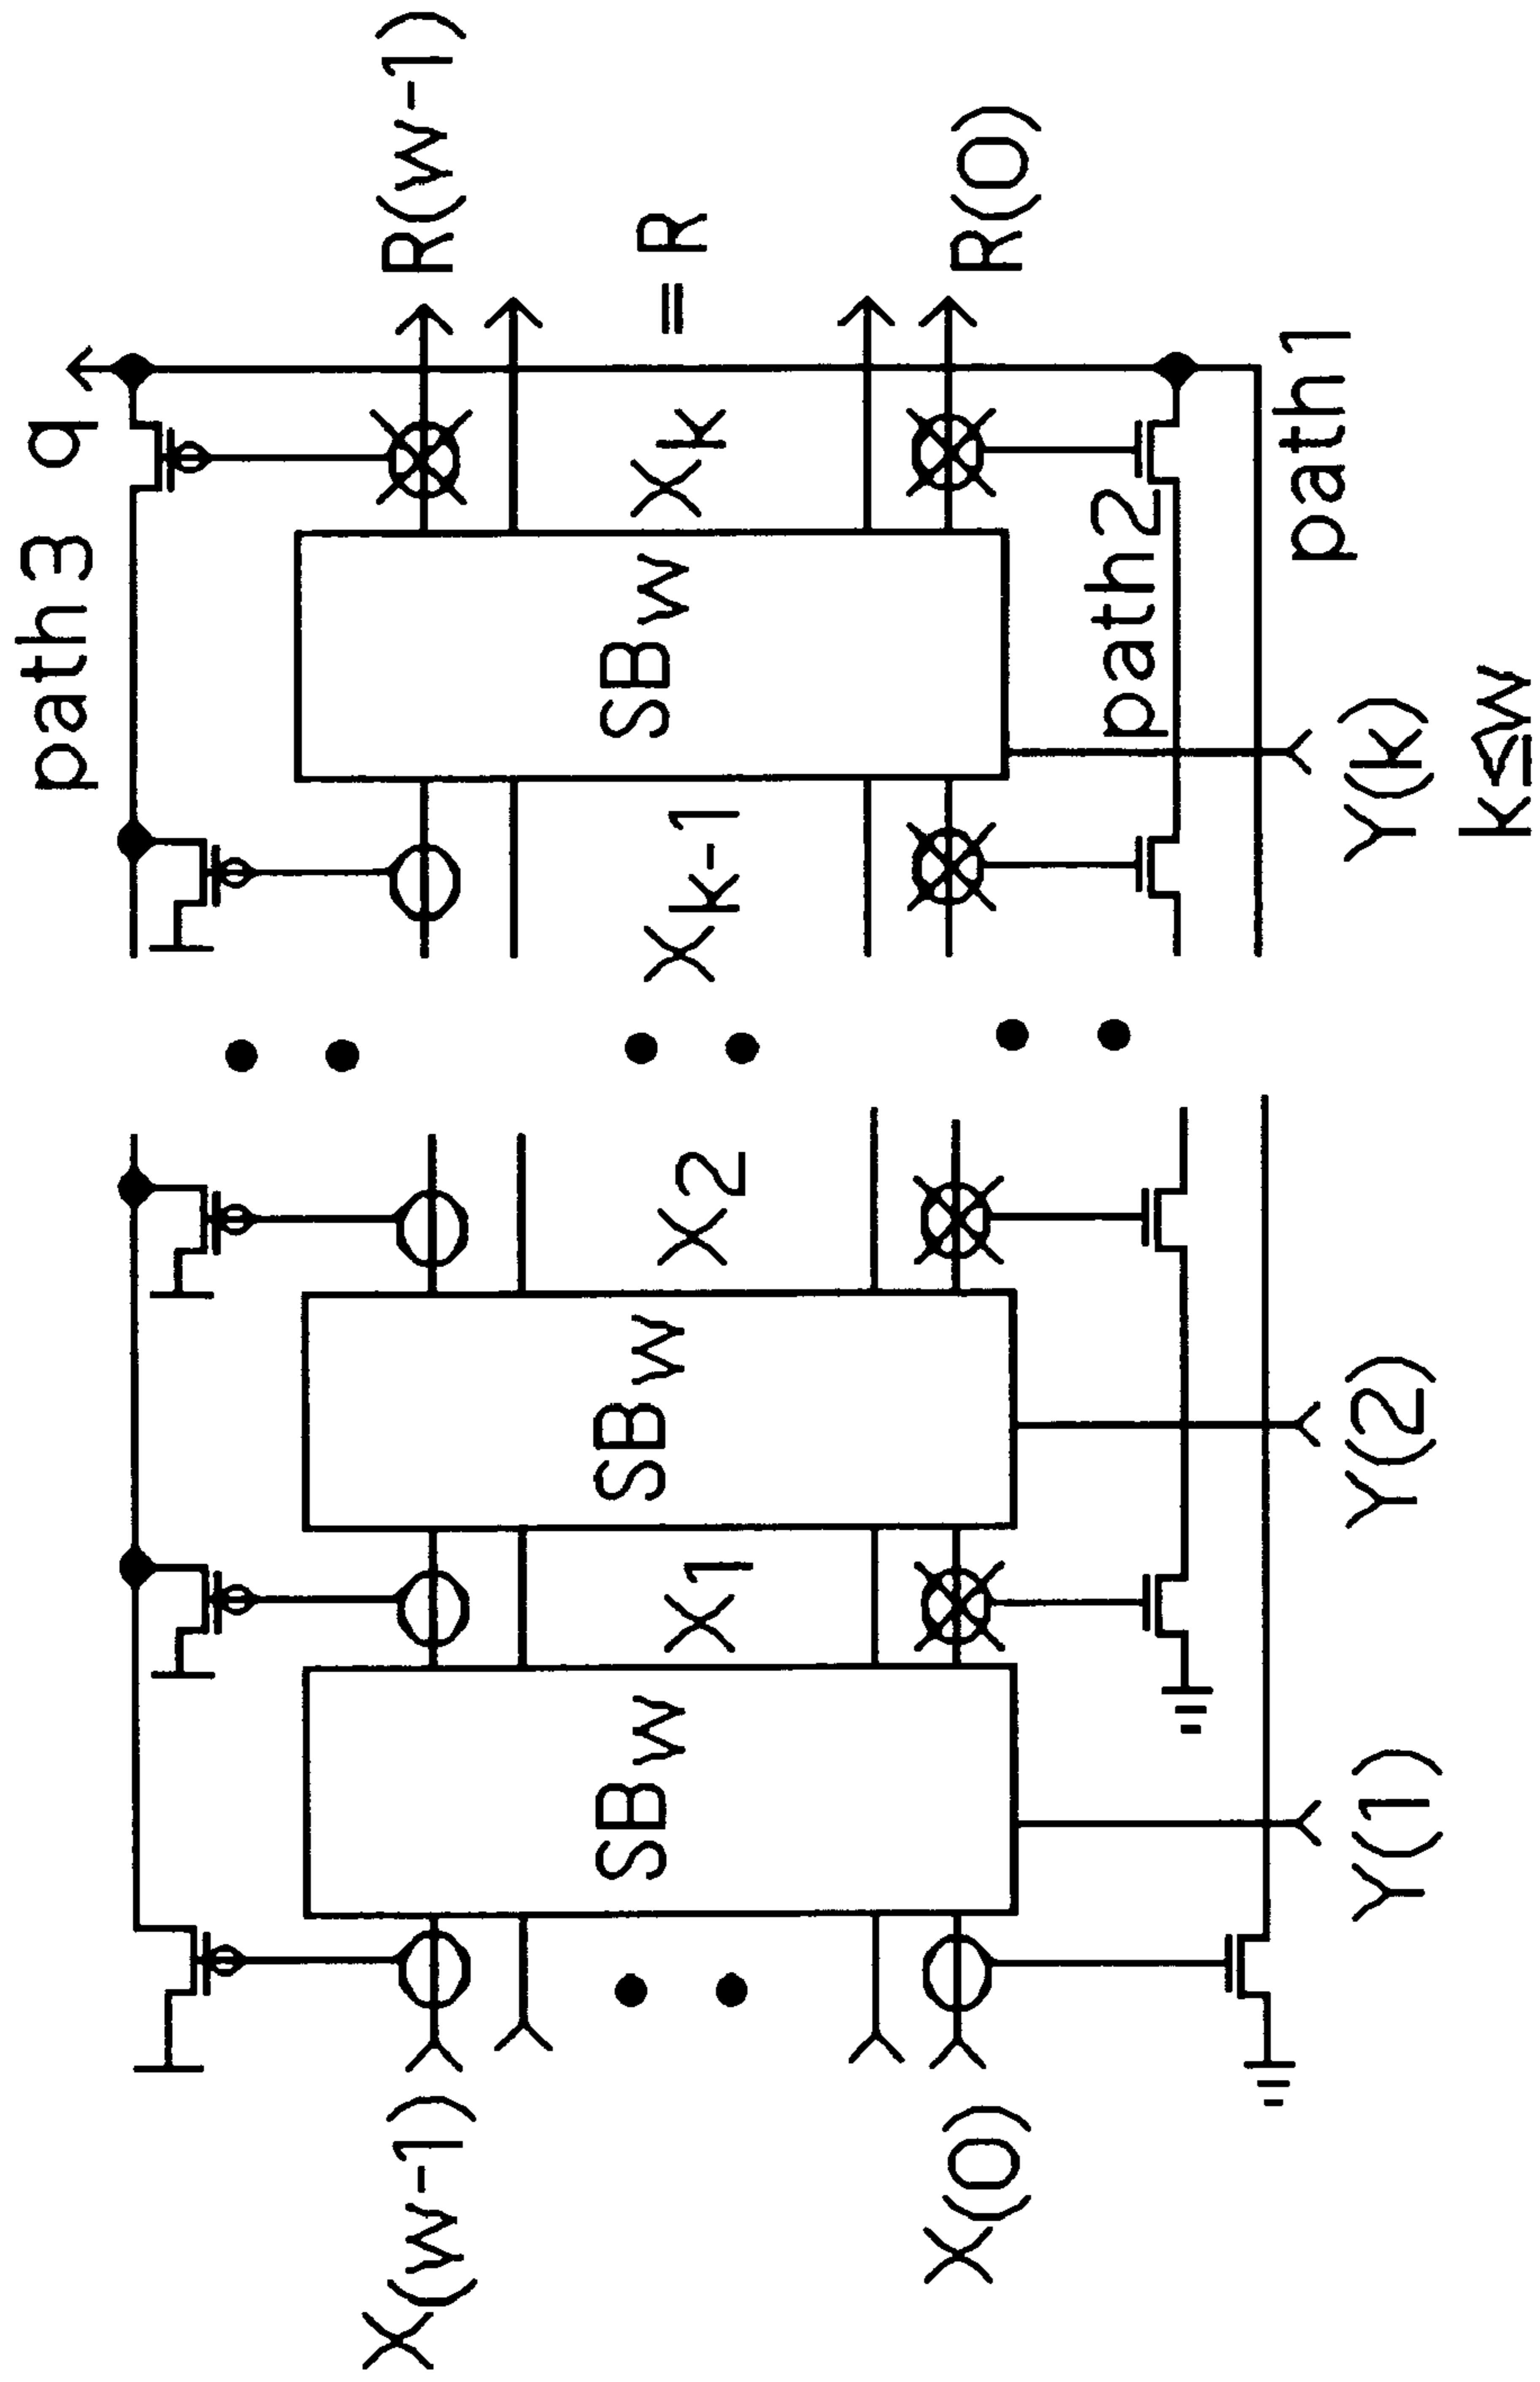 path3 q
X(w-1) R(w-1)
SBw SBw SBw
X1 X2 Xk-1 Xk = R
X(0) R(0)
path2
path1
Y(1) Y(2) Y(k)
k≤w